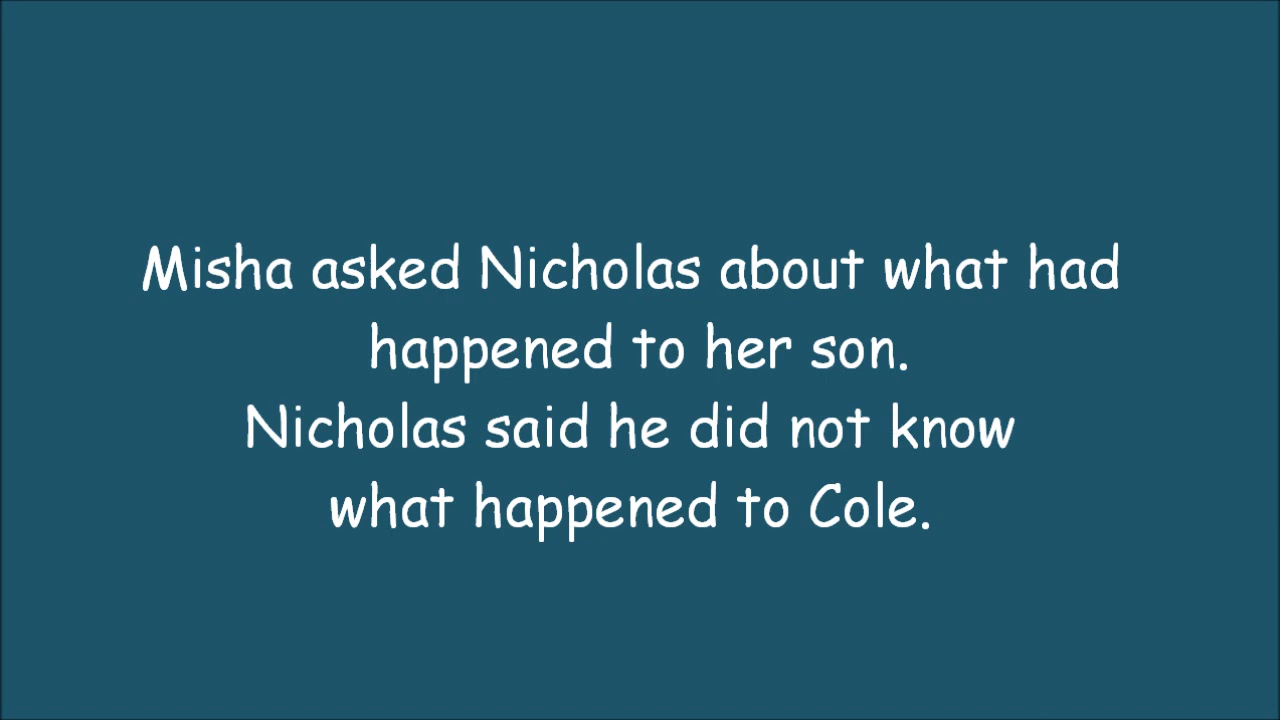 Misha asked Nicholas about what had
happened to her son.
Nicholas said he did not know
what happened to Cole.